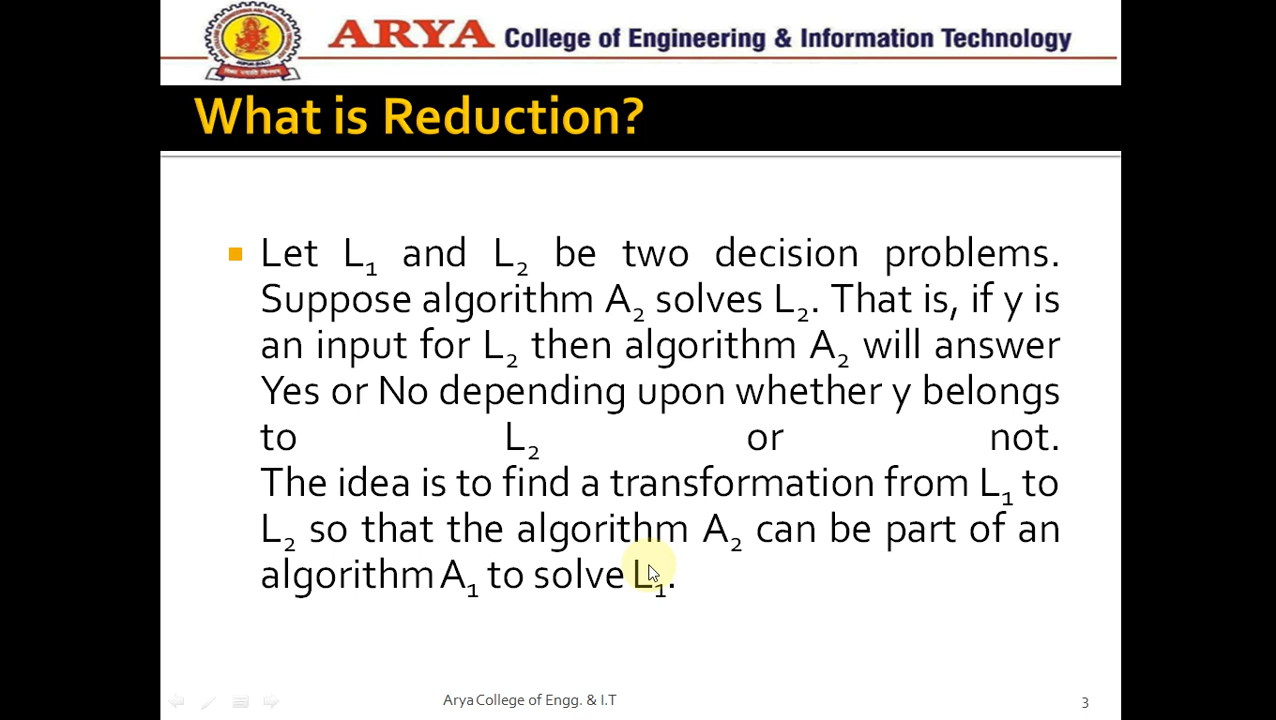 ARYA College of Engineering & Information Technology
What is Reduction?
Let L₁ and L₂ be two decision problems.
Suppose algorithm A₂ solves L₂. That is, if y is
an input for L₂ then algorithm A₂ will answer
Yes or No depending upon whether y belongs
to L₂ or not.
The idea is to find a transformation from L₁ to
L₂ so that the algorithm A₂ can be part of an
algorithm A₁ to solve L₁.
Arya College of Engg. & I.T
3